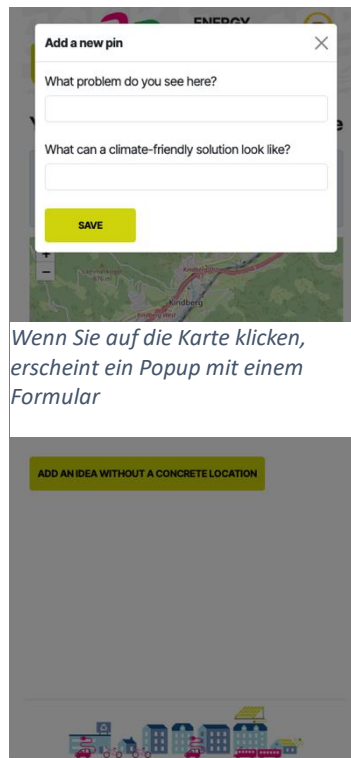 ENERGY
Add a new pin
What problem do you see here?
What can a climate-friendly solution look like?
SAVE
+
−
Kindberg
Wenn Sie auf die Karte klicken,
erscheint ein Popup mit einem
Formular
ADD AN IDEA WITHOUT A CONCRETE LOCATION